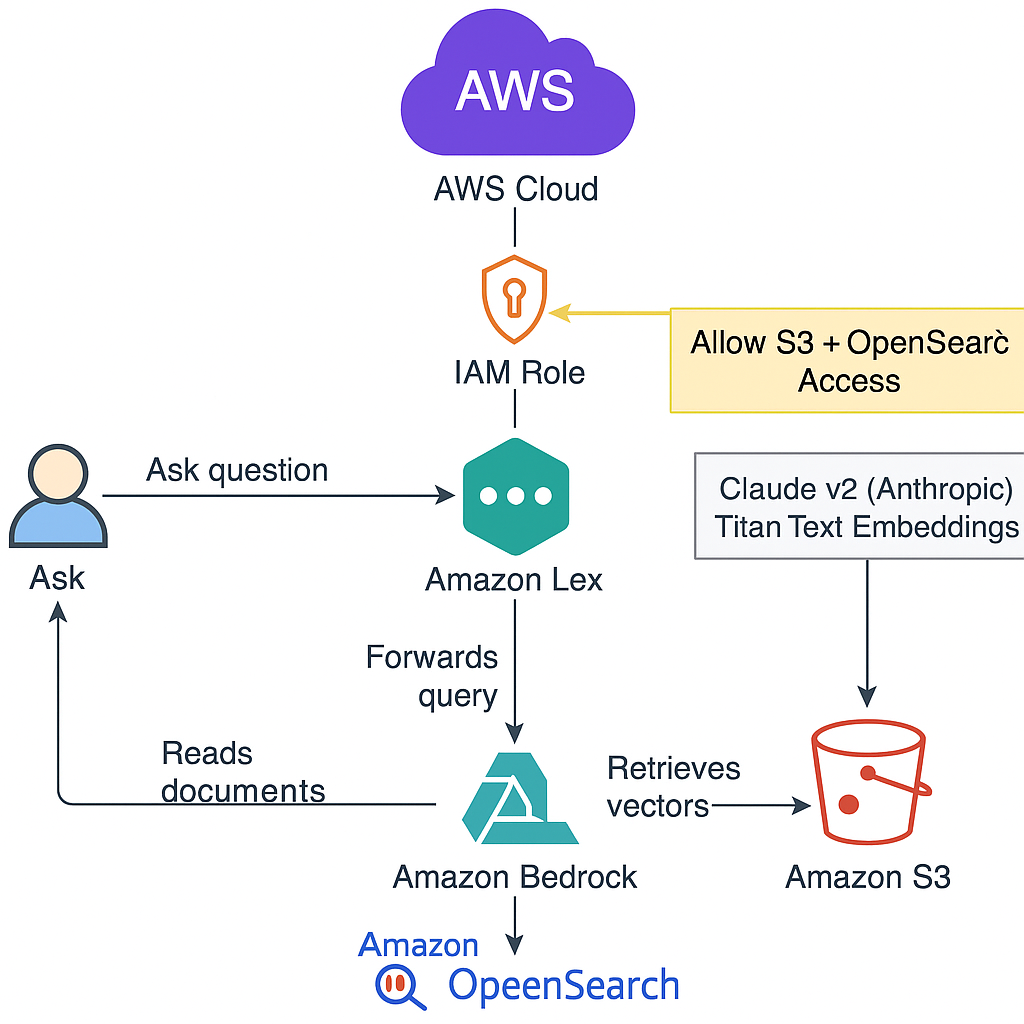 AWS
AWS Cloud
IAM Role
Allow S3 + OpenSearc̀
Access
Ask question
Claude v2 (Anthropic)
Titan Text Embeddings
Ask
Amazon Lex
Forwards
query
Reads
documents
Retrieves
vectors
Amazon Bedrock
Amazon S3
Amazon
OpeenSearch